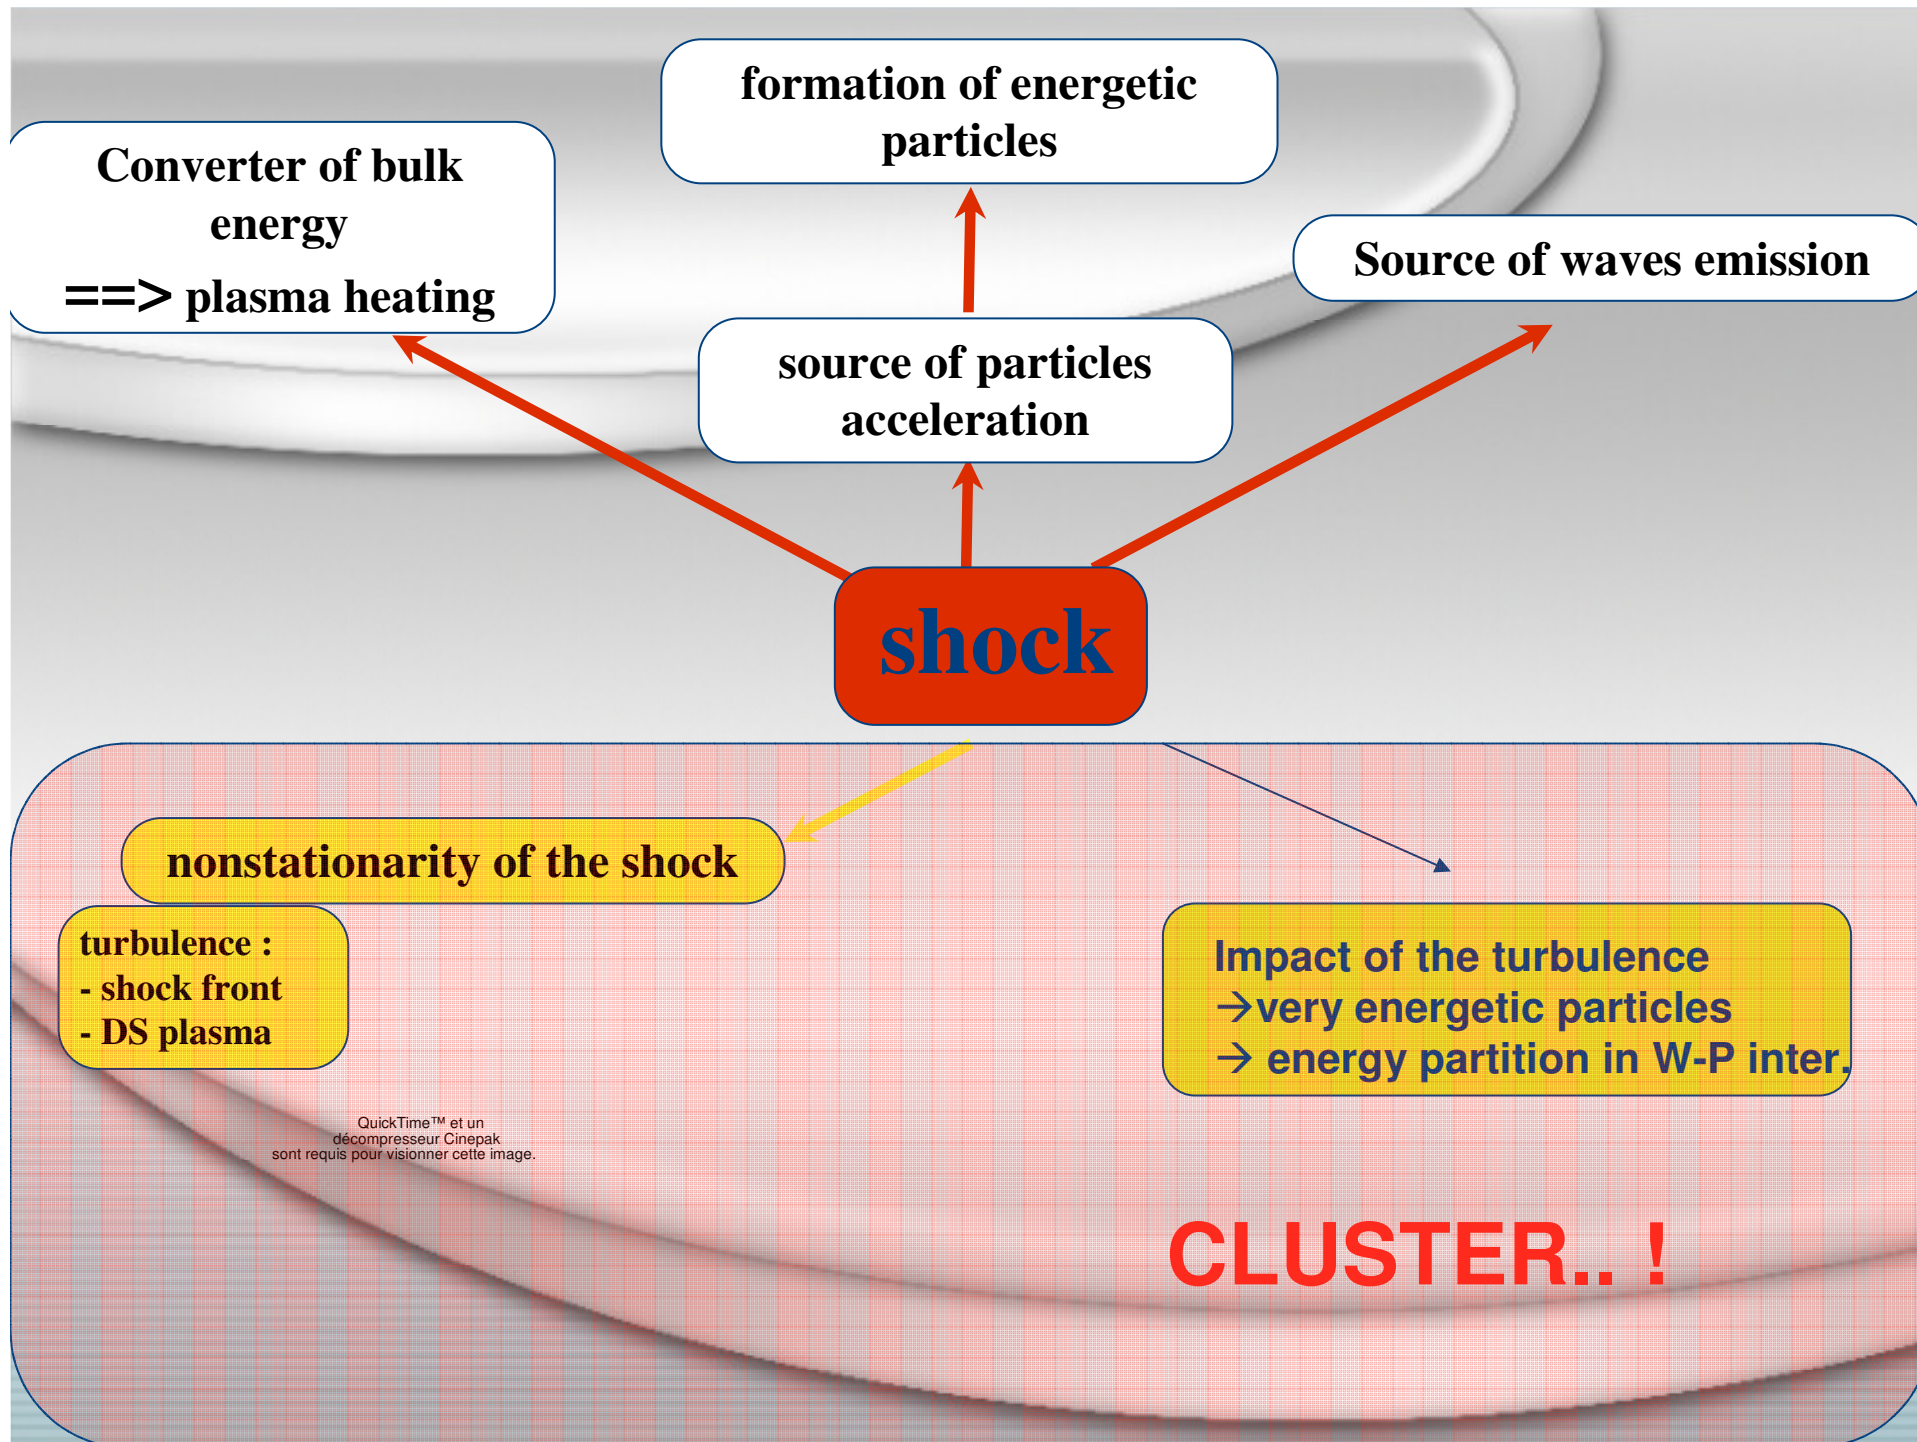 formation of energetic
particles
Converter of bulk
energy
==> plasma heating
Source of waves emission
source of particles
acceleration
shock
nonstationarity of the shock
turbulence :
- shock front
- DS plasma
Impact of the turbulence
→very energetic particles
→ energy partition in W-P inter.
QuickTime™ et un
décompresseur Cinepak
sont requis pour visionner cette image.
CLUSTER.. !